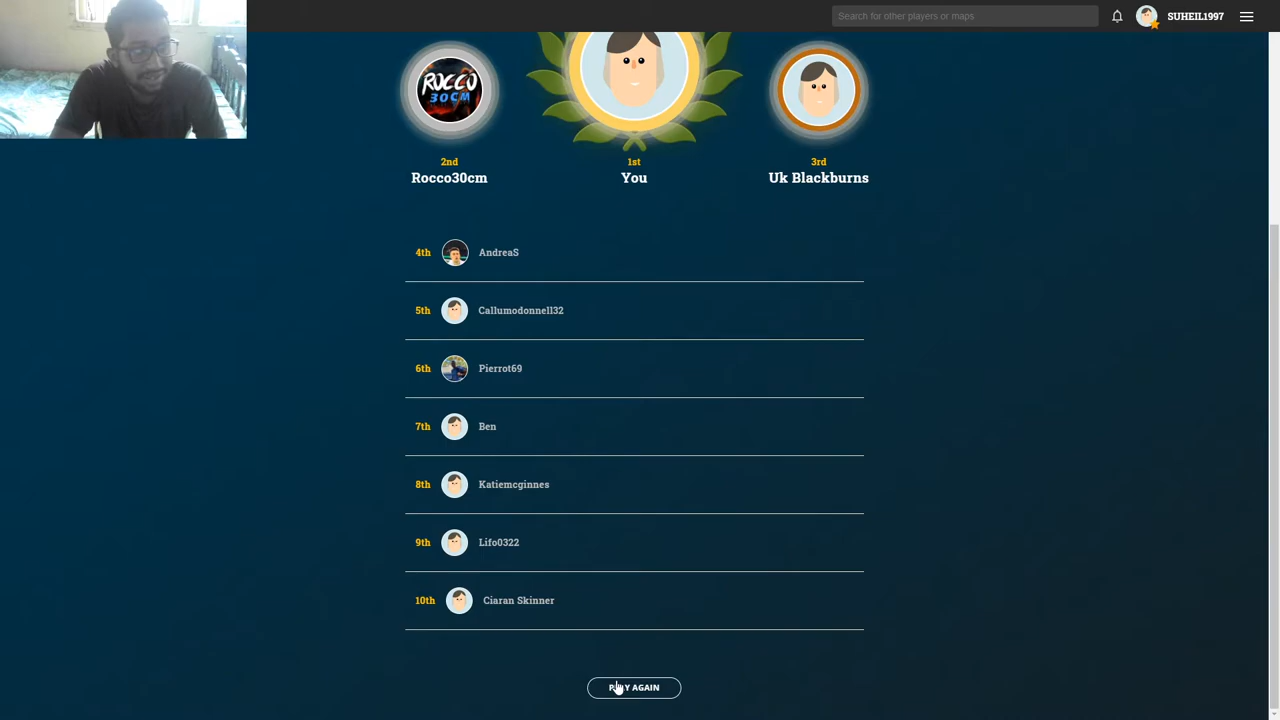 Search for other players or maps
SUHEIL1997
ROCCO
30CM
2nd
Rocco30cm
1st
You
3rd
Uk Blackburns
4th AndreaS
5th Callumodonnell32
6th Pierrot69
7th Ben
8th Katiemcginnes
9th Lifo0322
10th Ciaran Skinner
PLAY AGAIN